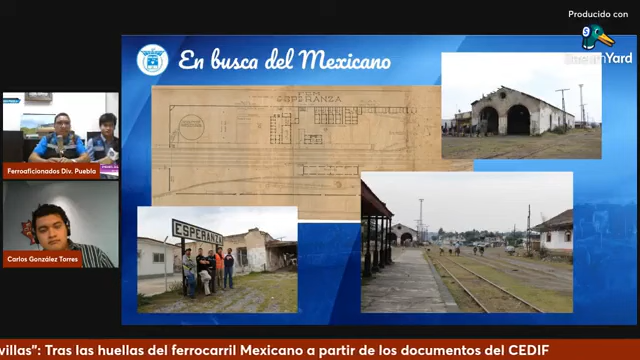 Producido con
StreamYard
En busca del Mexicano
ESPERANZA
ESPERANZA
Ferroaficionados Div. Puebla
Carlos González Torres
villas”: Tras las huellas del ferrocarril Mexicano a partir de los documentos del CEDIF